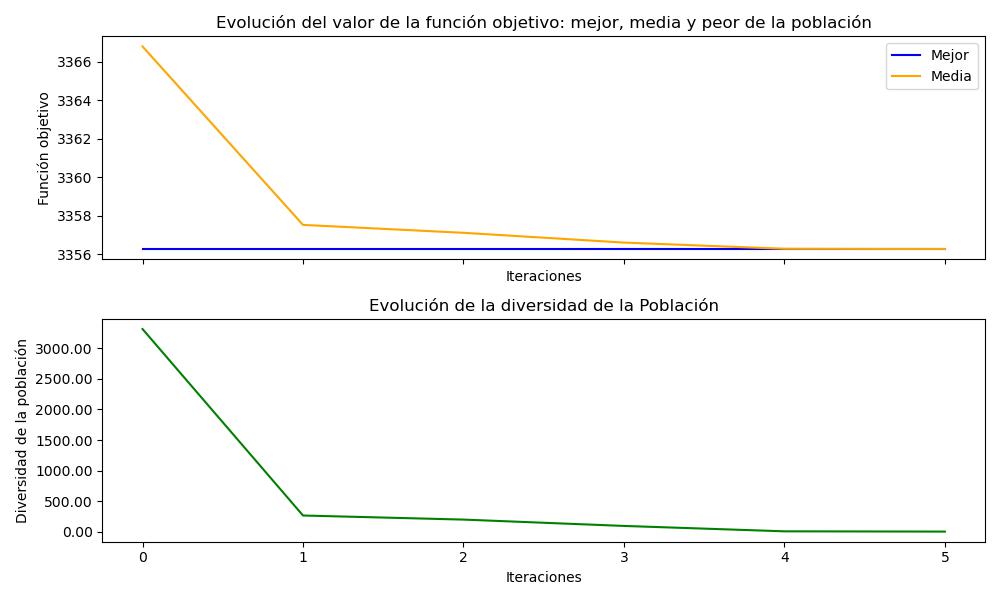 Evolución del valor de la función objetivo: mejor, media y peor de la población
Función objetivo
3366
3364
3362
3360
3358
3356
Mejor
Media
Iteraciones
Evolución de la diversidad de la Población
Diversidad de la población
3000.00
2500.00
2000.00
1500.00
1000.00
500.00
0.00
0 1 2 3 4 5
Iteraciones